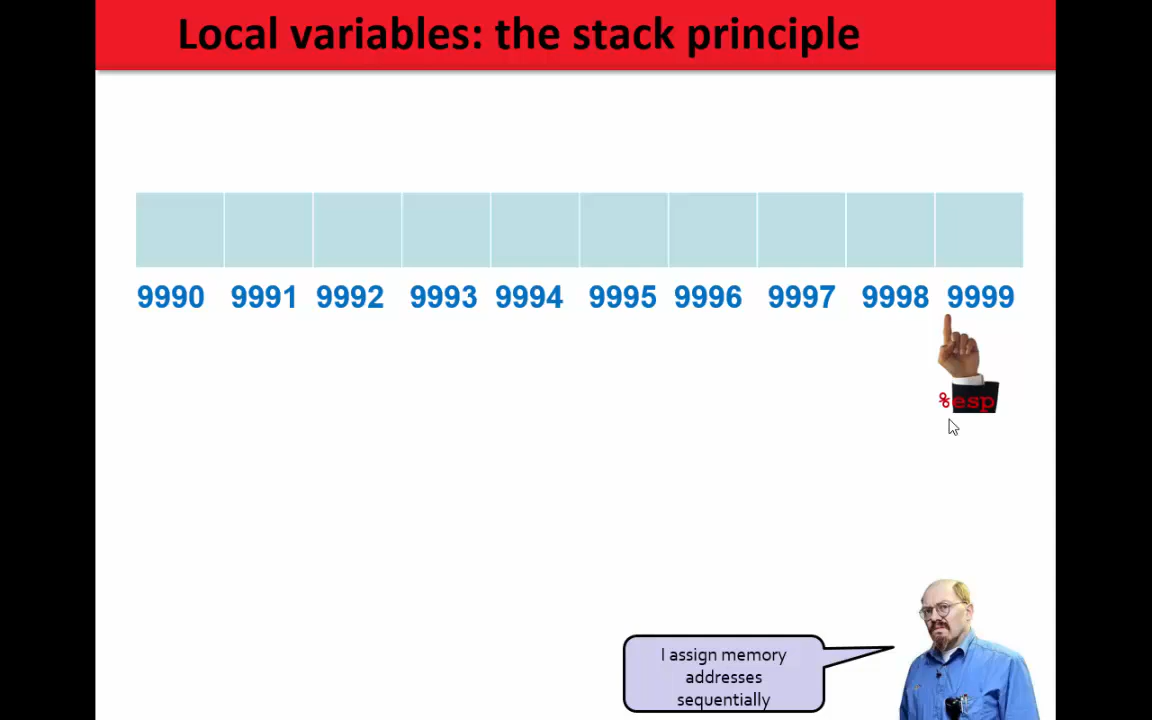 Local variables: the stack principle
9990 9991 9992 9993 9994 9995 9996 9997 9998 9999
%esp
I assign memory
addresses
sequentially